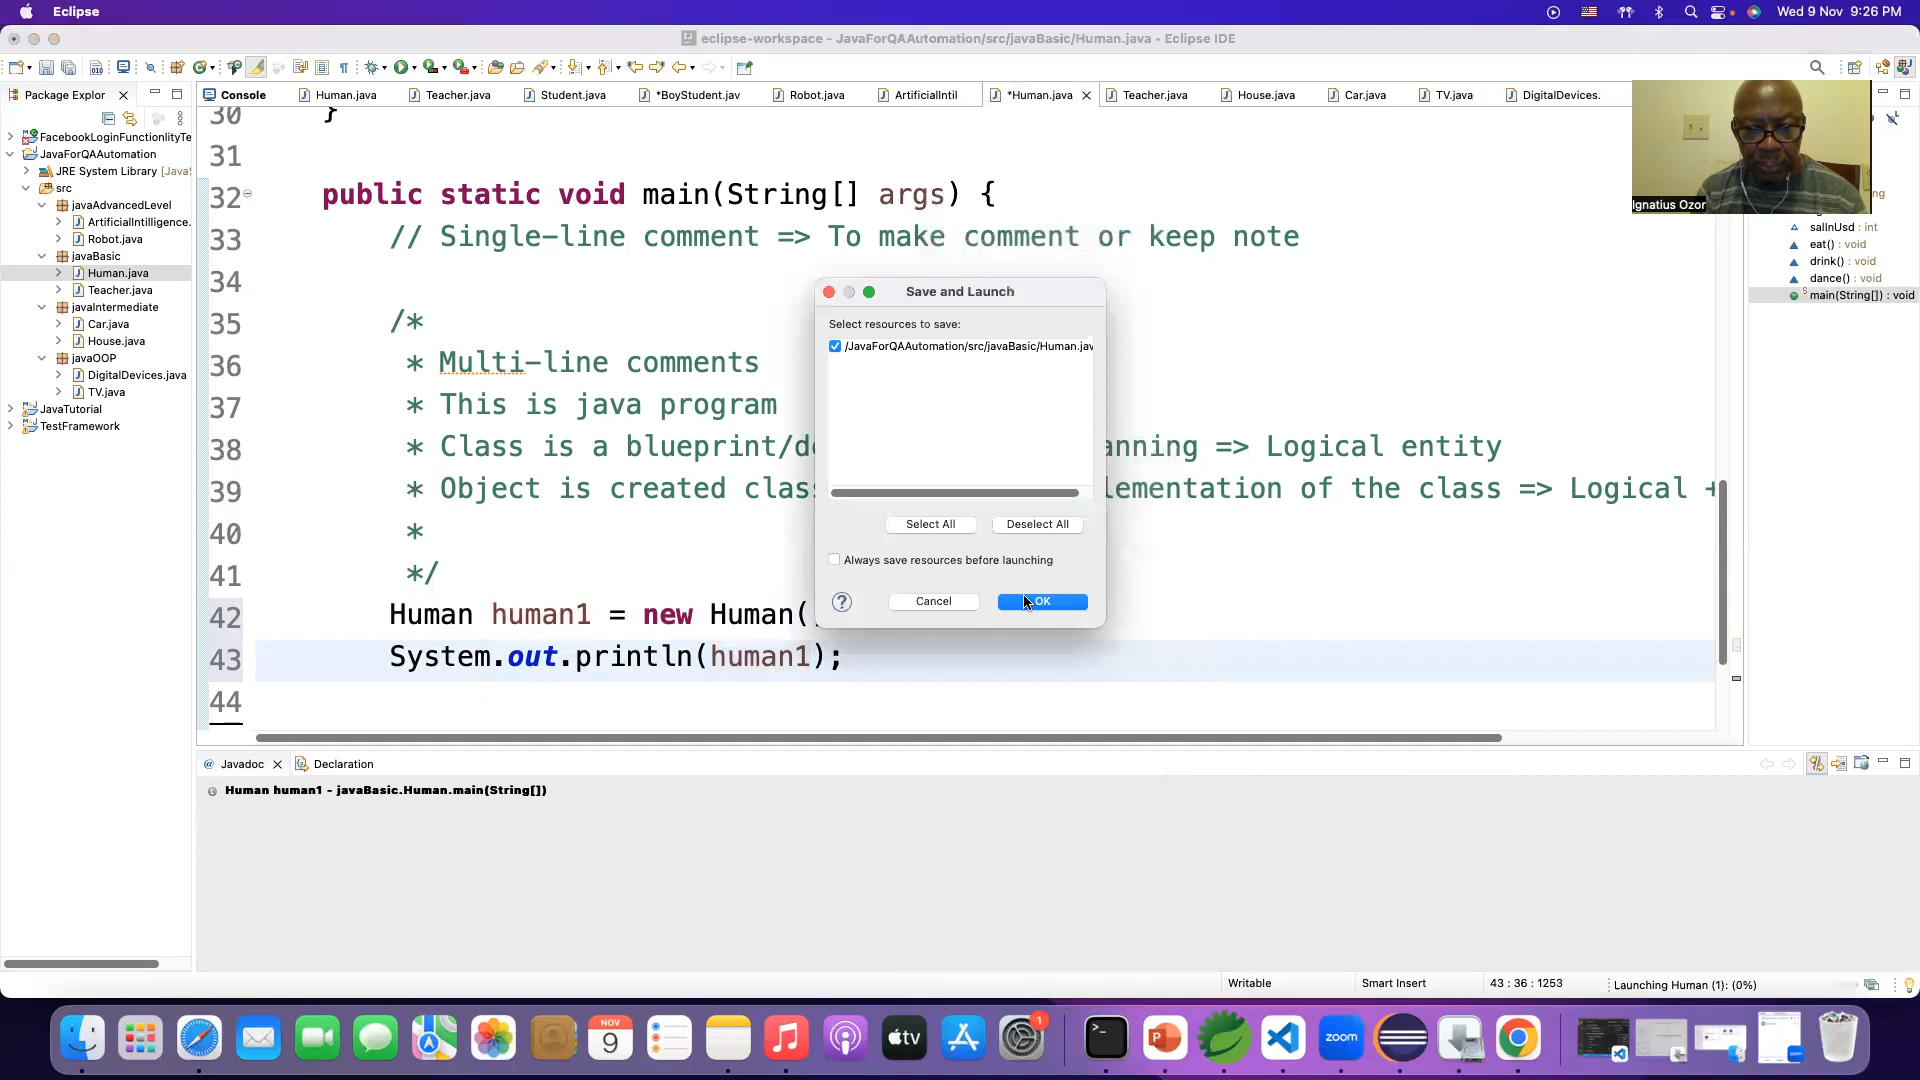 Eclipse
Wed 9 Nov 9:26 PM
eclipse-workspace - JavaForQAAutomation/src/javaBasic/Human.java - Eclipse IDE
Package Explor
Console
Human.java
Teacher.java
Student.java
*BoyStudent.jav
Robot.java
ArtificialIntil
*Human.java
Teacher.java
House.java
Car.java
TV.java
DigitalDevices.
FacebookLoginFunctionlityTe
JavaForQAAutomation
JRE System Library [Java
src
javaAdvancedLevel
ArtificialIntilligence.
Robot.java
javaBasic
Human.java
Teacher.java
javaIntermediate
Car.java
House.java
javaOOP
DigitalDevices.java
TV.java
JavaTutorial
TestFramework
30 }
31
32 public static void main(String[] args) {
33 // Single-line comment => To make comment or keep note
34
35 /*
36 * Multi-line comments
37 * This is java program
38 * Class is a blueprint/de anning => Logical entity
39 * Object is created clas lementation of the class => Logical +
40 *
41 */
42 Human human1 = new Human(
43 System.out.println(human1);
44
Save and Launch
Select resources to save:
/JavaForQAAutomation/src/javaBasic/Human.jav
Select All
Deselect All
Always save resources before launching
?
Cancel
OK
Ignatius Ozor
salInUsd : int
eat() : void
drink() : void
dance() : void
main(String[]) : void
@ Javadoc
Declaration
Human human1 - javaBasic.Human.main(String[])
Writable
Smart Insert
43 : 36 : 1253
Launching Human (1): (0%)
NOV
9
tv
1
zoom